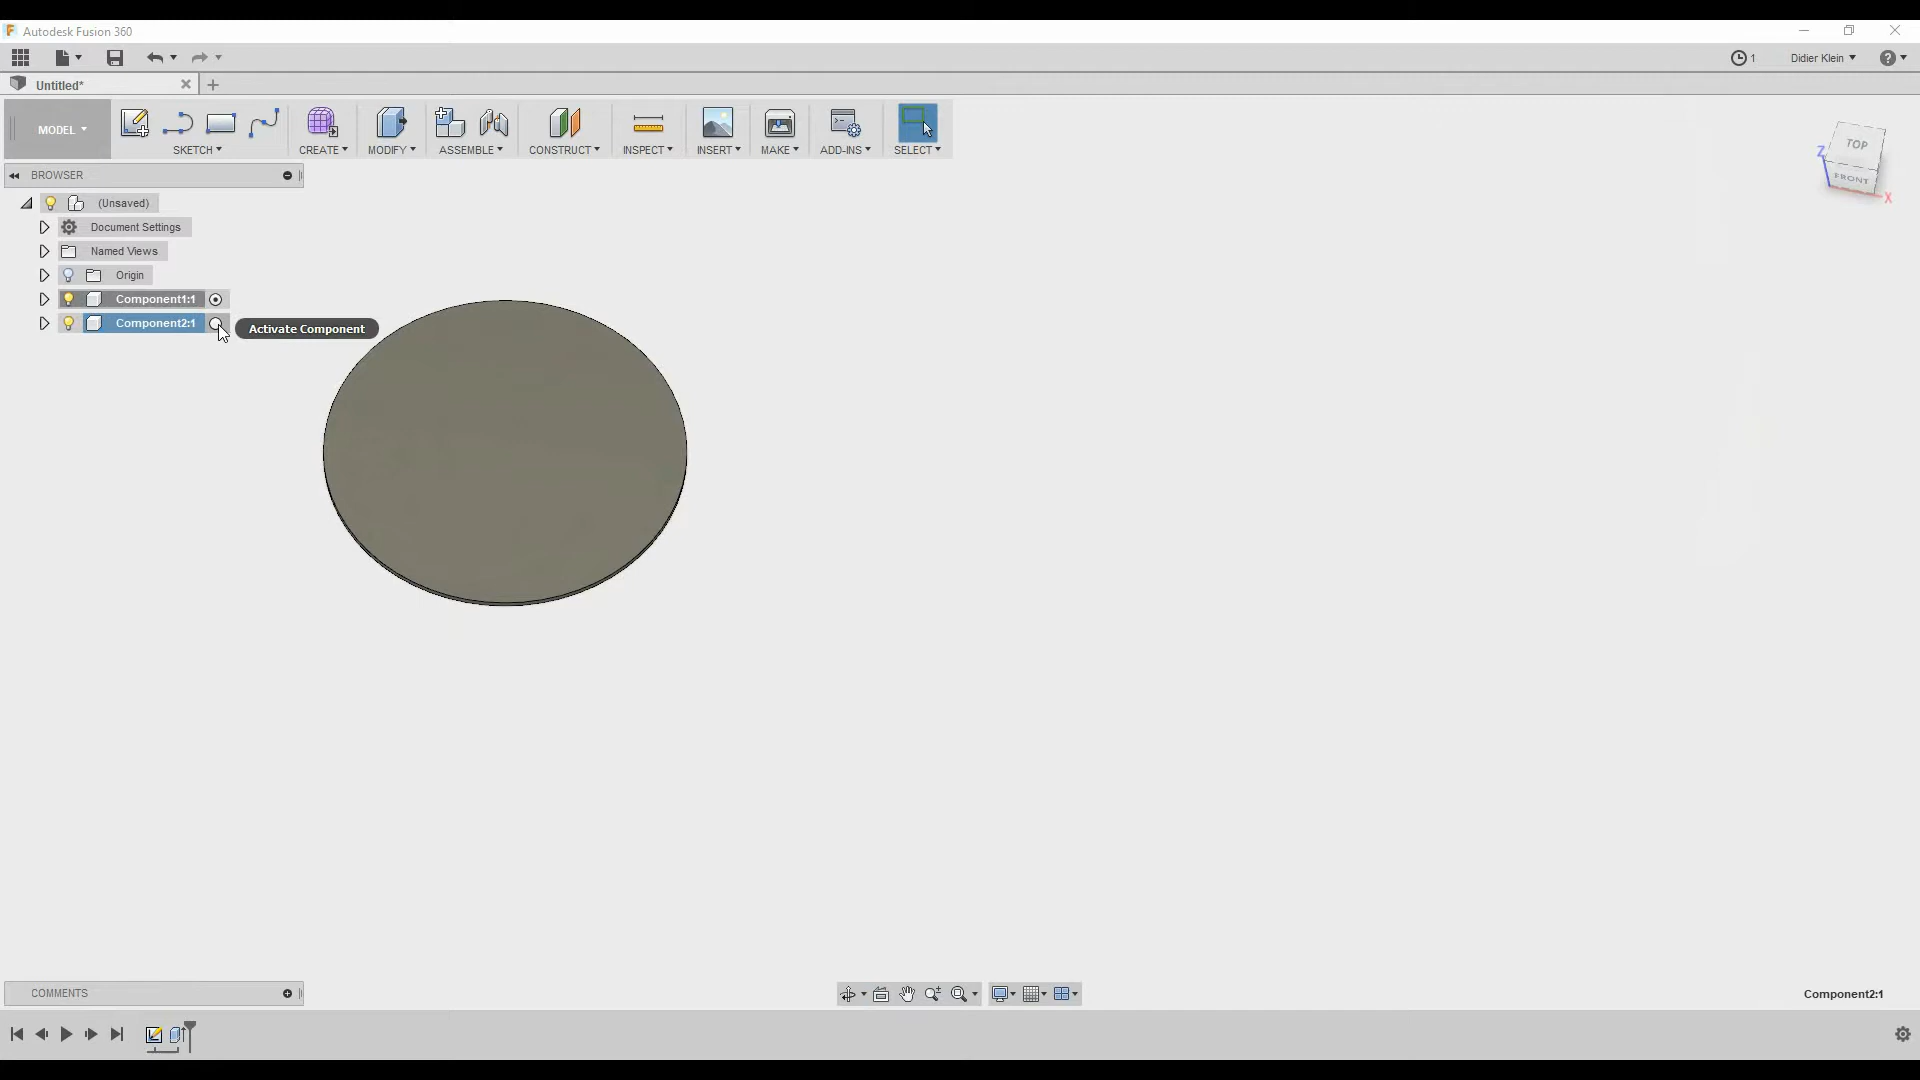 Autodesk Fusion 360
1
Didier Klein
?
Untitled*
MODEL
SKETCH
CREATE
MODIFY
ASSEMBLE
CONSTRUCT
INSPECT
INSERT
MAKE
ADD-INS
SELECT
TOP
FRONT
Z
X
BROWSER
(Unsaved)
Document Settings
Named Views
Origin
Component1:1
Component2:1
Activate Component
COMMENTS
Component2:1